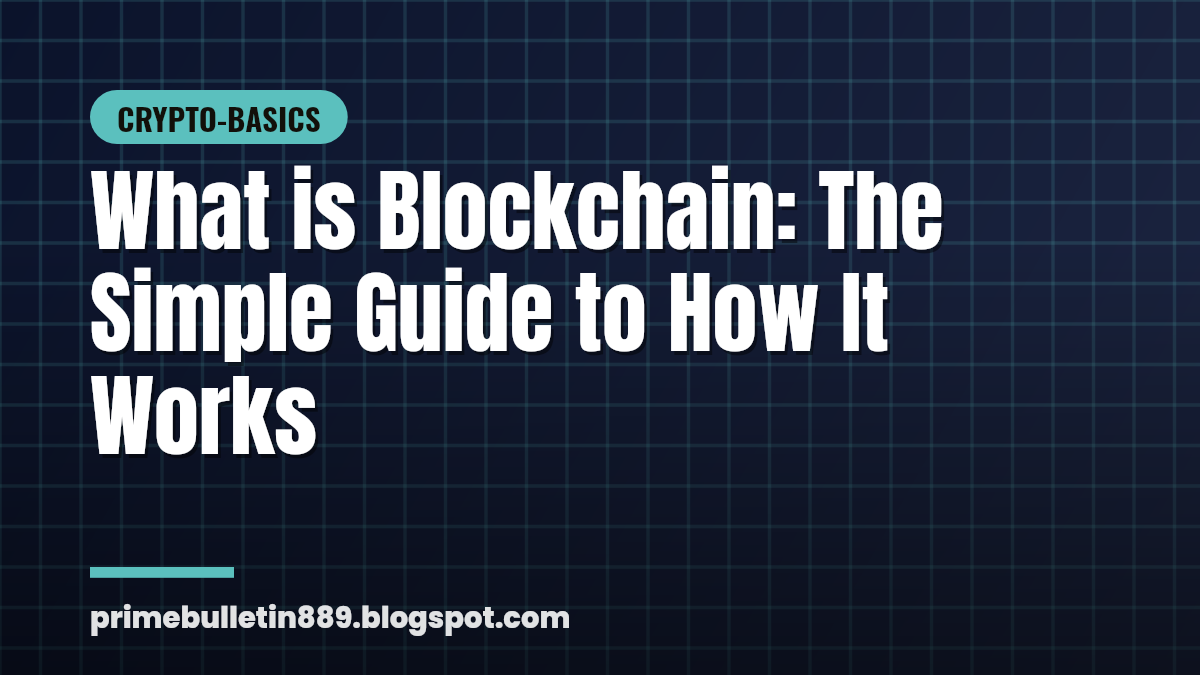 CRYPTO-BASICS
What is Blockchain: The
Simple Guide to How It
Works
primebulletin889.blogspot.com